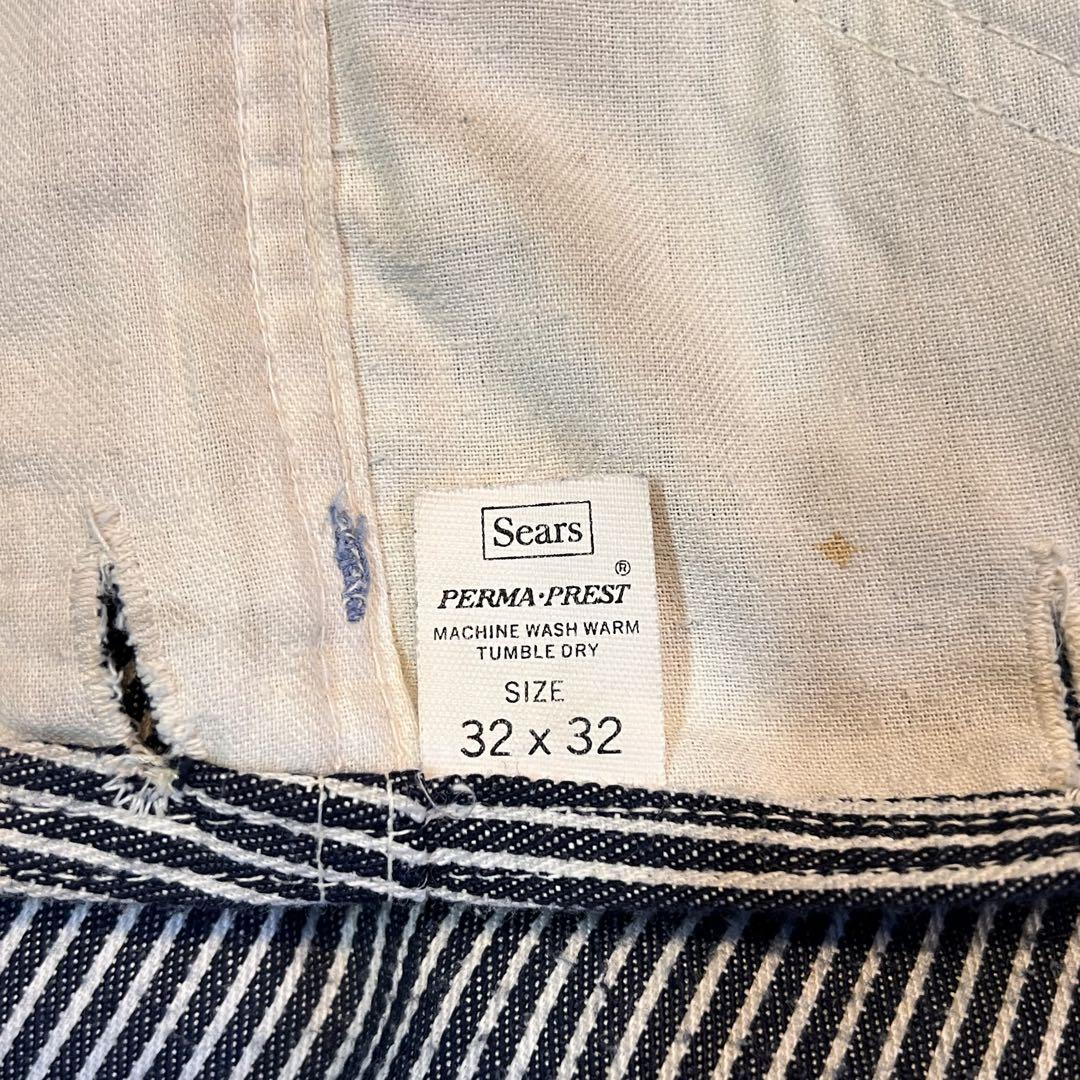 Sears
®
PERMA·PREST
MACHINE WASH WARM
TUMBLE DRY
SIZE
32 x 32